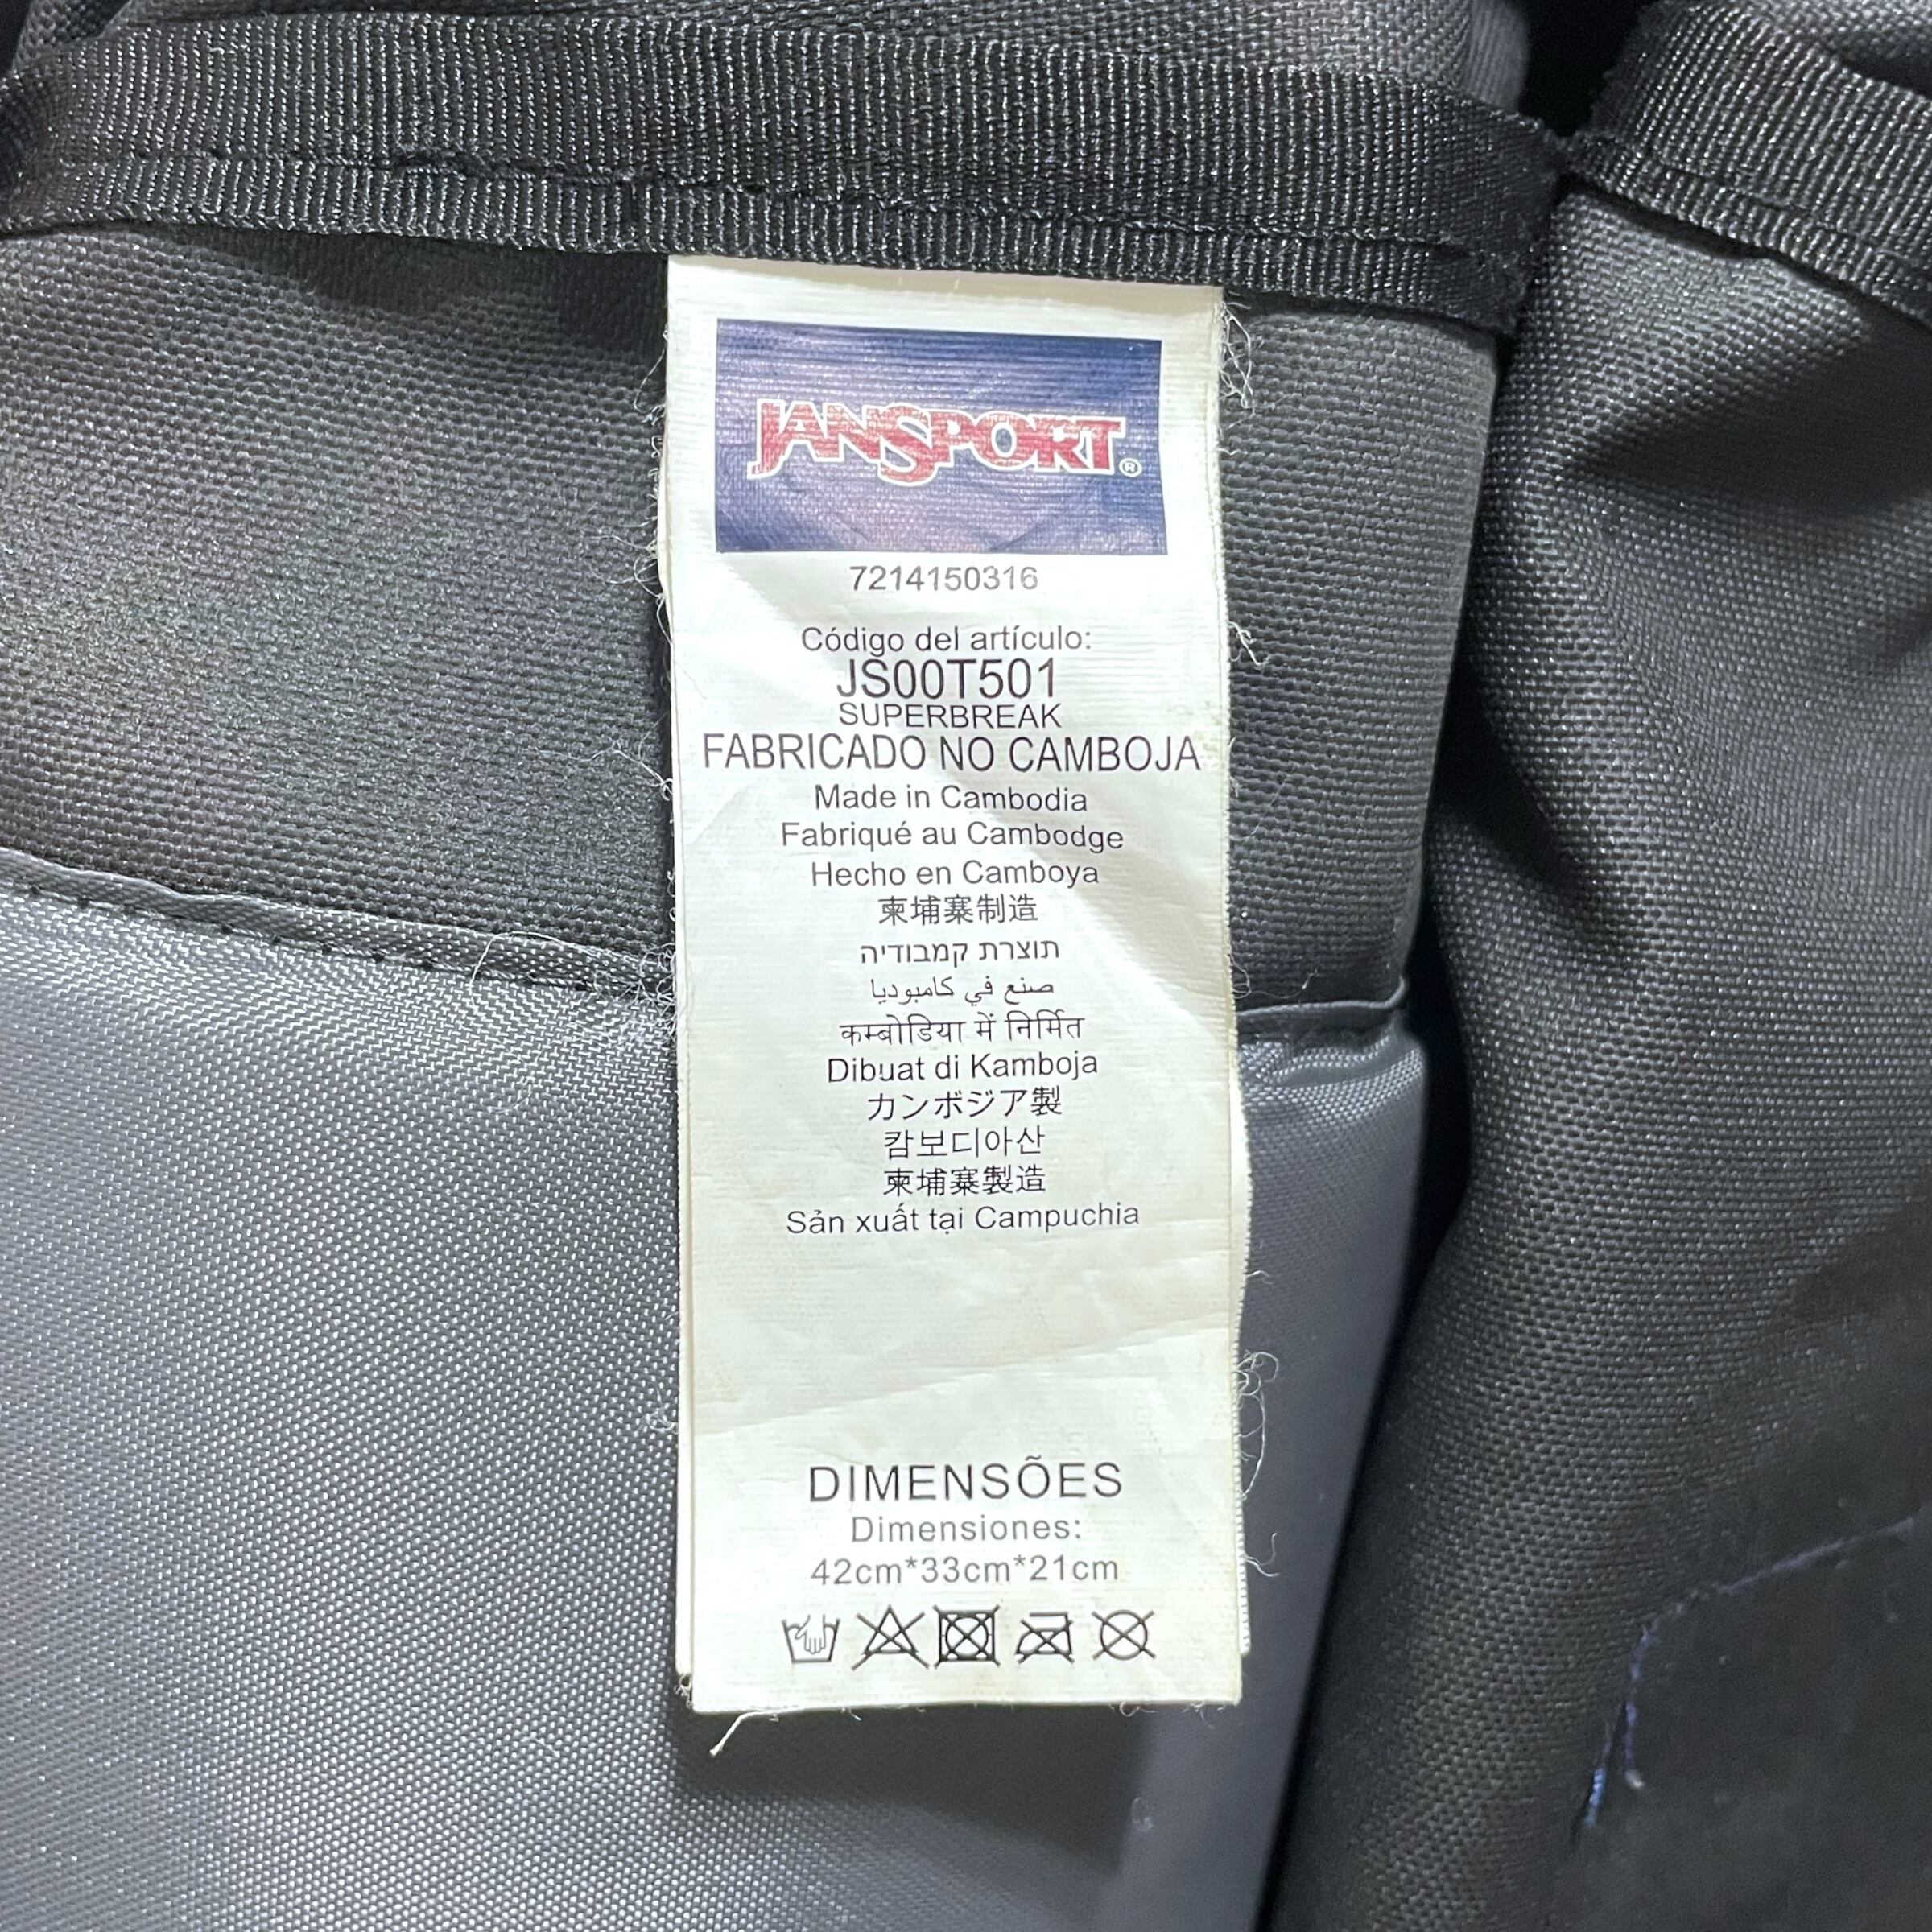 JANSPORT®
7214150316
Código del artículo:
JS00T501
SUPERBREAK
FABRICADO NO CAMBOJA
Made in Cambodia
Fabriqué au Cambodge
Hecho en Camboya
柬埔寨制造
תוצרת קמבודיה
صنع في كامبوديا
कम्बोडिया में निर्मित
Dibuat di Kamboja
カンボジア製
캄보디아산
柬埔寨製造
Sản xuất tại Campuchia
DIMENSÕES
Dimensiones:
42cm*33cm*21cm